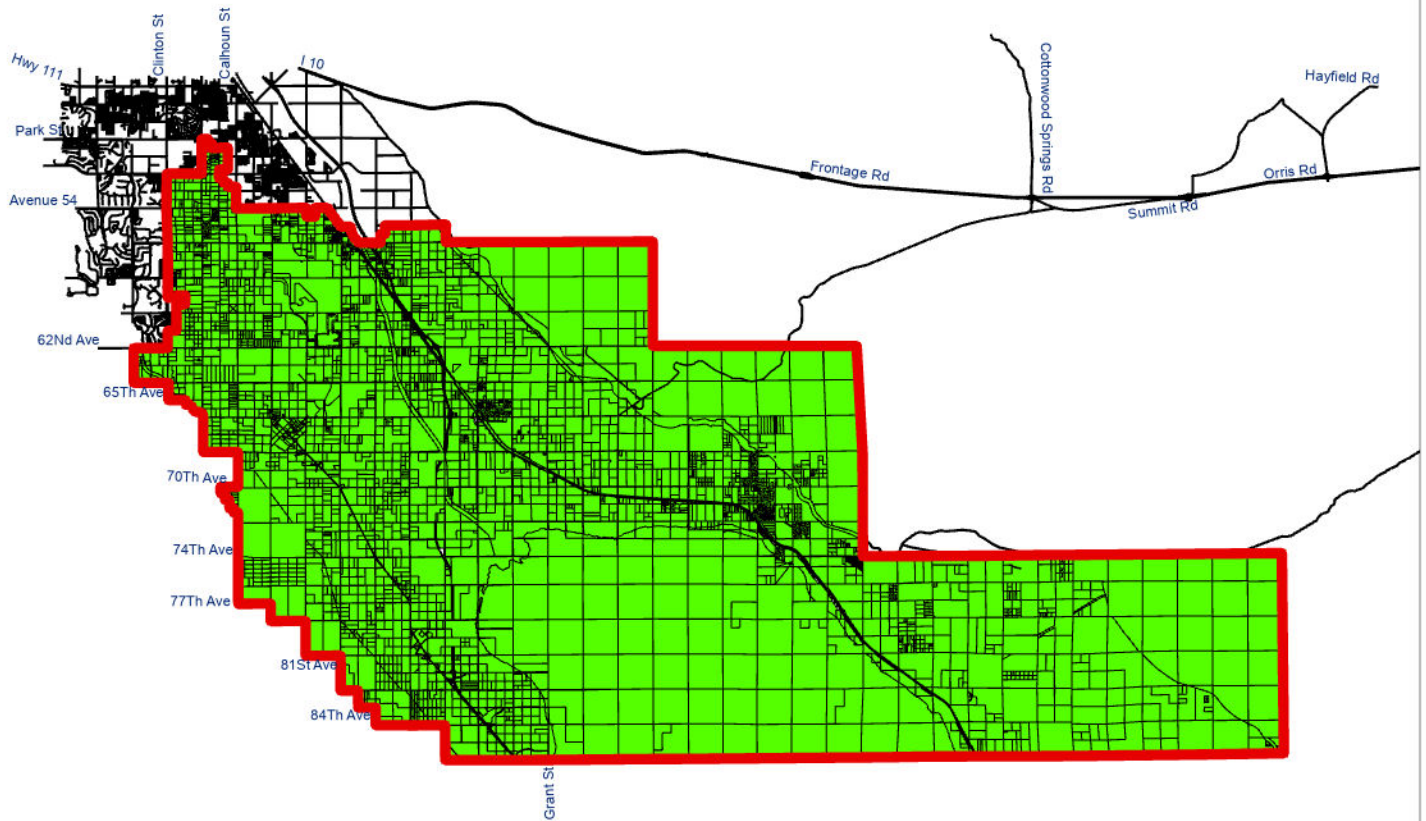 Clinton St
Calhoun St
Hwy 111
I 10
Cottonwood Springs Rd
Hayfield Rd
Park St
Frontage Rd
Orris Rd
Avenue 54
Summit Rd
62Nd Ave
65Th Ave
70Th Ave
74Th Ave
77Th Ave
81St Ave
84Th Ave
Grant St